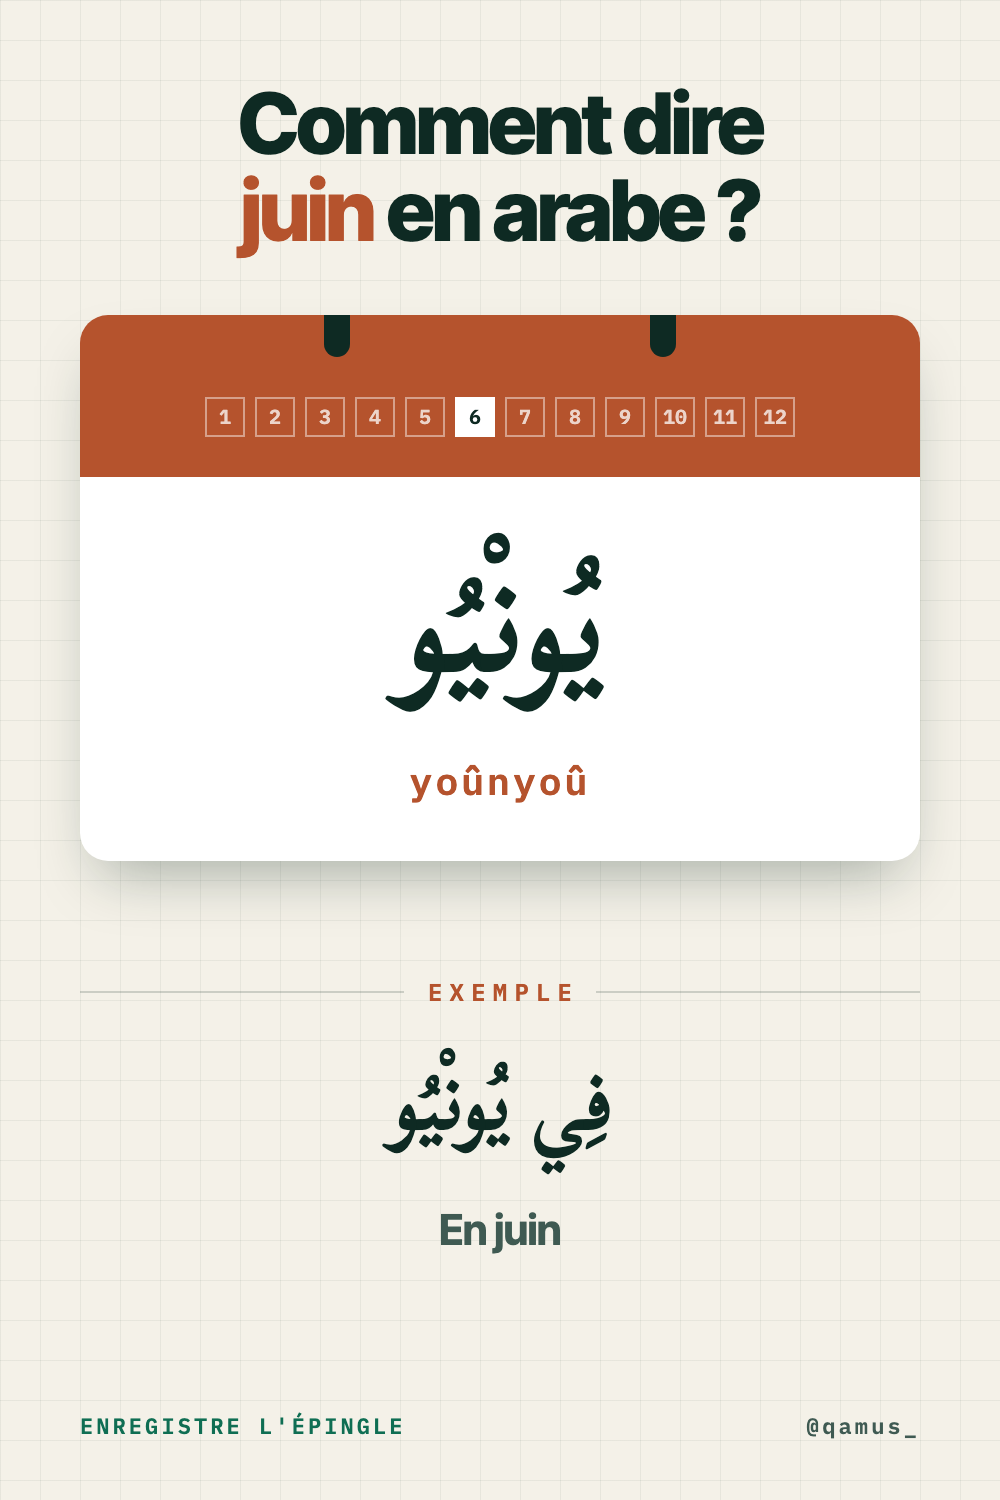 Comment dire
juin en arabe ?
1 2 3 4 5 6 7 8 9 10 11 12
يُونْيُو
yoûnyoû
EXEMPLE
فِي يُونْيُو
En juin
ENREGISTRE L'ÉPINGLE
@qamus_